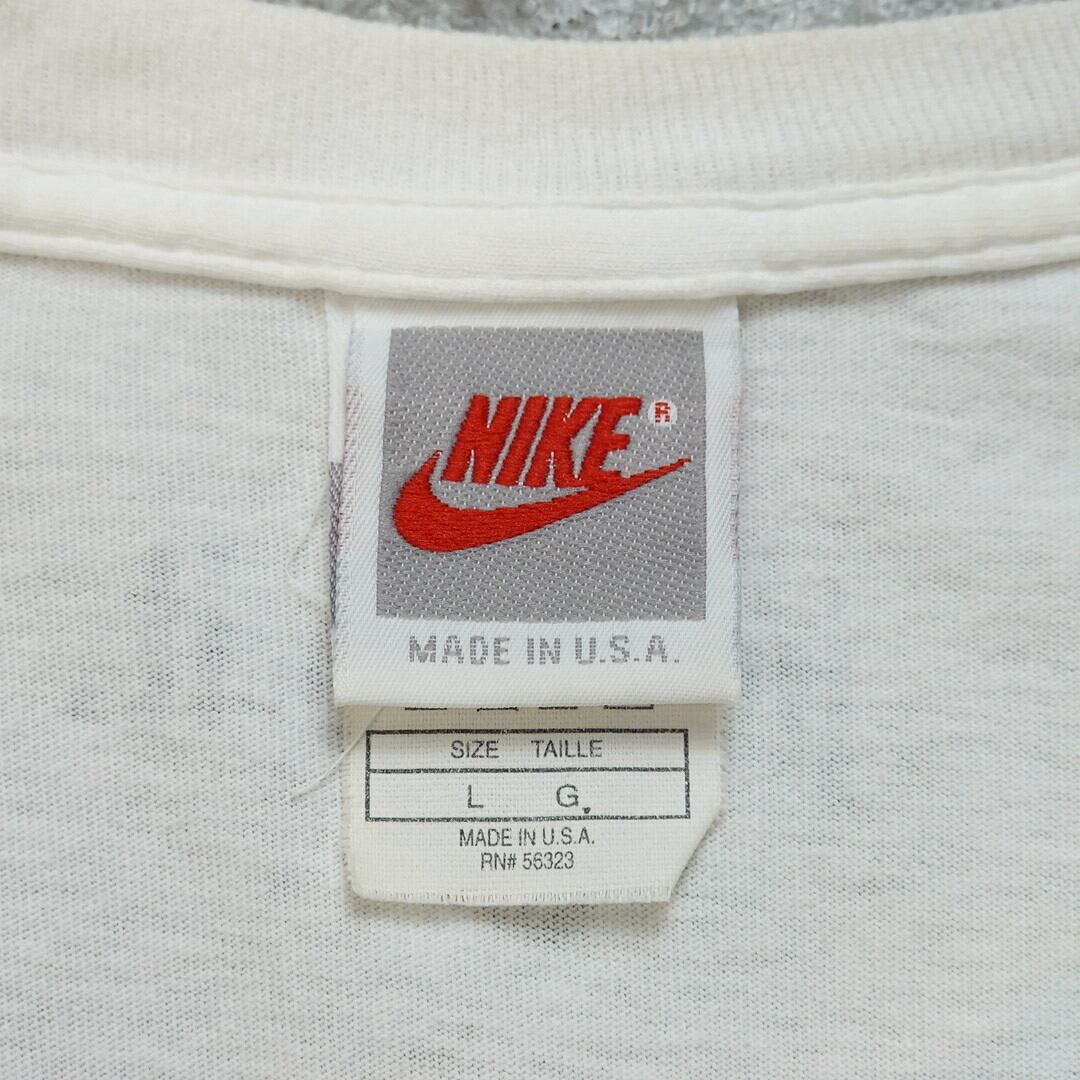 NIKE®
MADE IN U.S.A.
SIZE TAILLE
L G.
MADE IN U.S.A.
RN# 56323